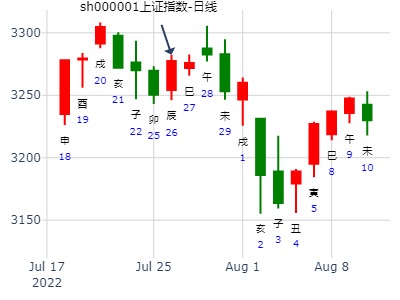 sh000001上证指数-日线
3300
3250
3200
3150
申
18
酉
19
戌
20
亥
21
子
22
卯
25
辰
26
巳
27
午
28
未
29
戌
1
亥
2
子
3
丑
4
寅
5
巳
8
午
9
未
10
Jul 17
2022
Jul 25
Aug 1
Aug 8